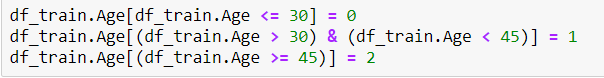 df_train.Age[df_train.Age <= 30] = 0
df_train.Age[(df_train.Age > 30) & (df_train.Age < 45)] = 1
df_train.Age[(df_train.Age >= 45)] = 2